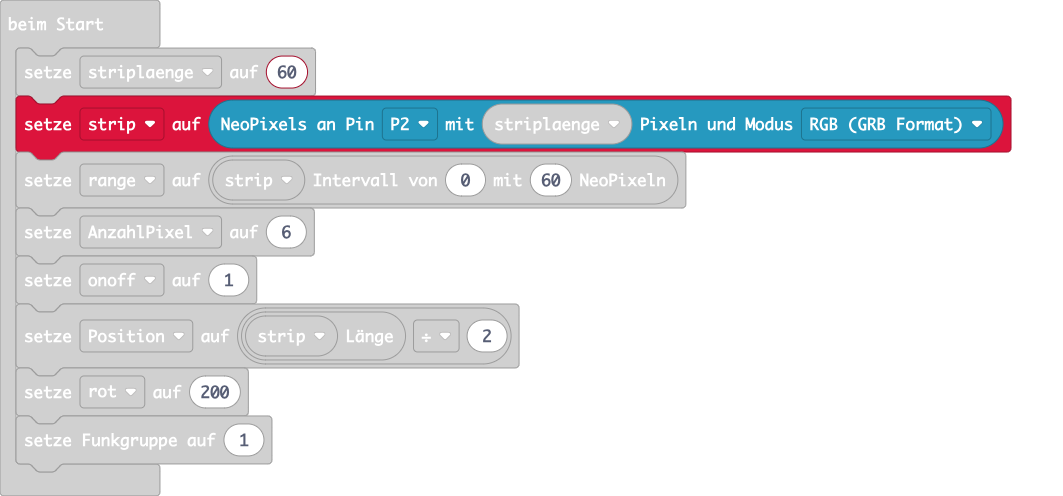 beim Start
setze striplaenge auf 60
setze strip auf NeoPixels an Pin P2 mit striplaenge Pixeln und Modus RGB (GRB Format)
setze range auf strip Intervall von 0 mit 60 NeoPixeln
setze AnzahlPixel auf 6
setze onoff auf 1
setze Position auf strip Länge ÷ 2
setze rot auf 200
setze Funkgruppe auf 1